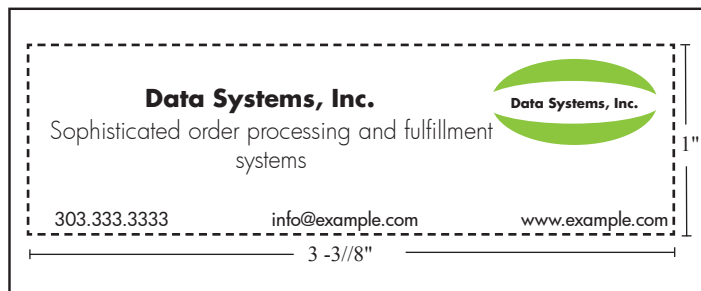 Data Systems, Inc.
Data Systems, Inc.
Sophisticated order processing and fulfillment
systems
1"
303.333.3333 info@example.com www.example.com
3 -3//8"